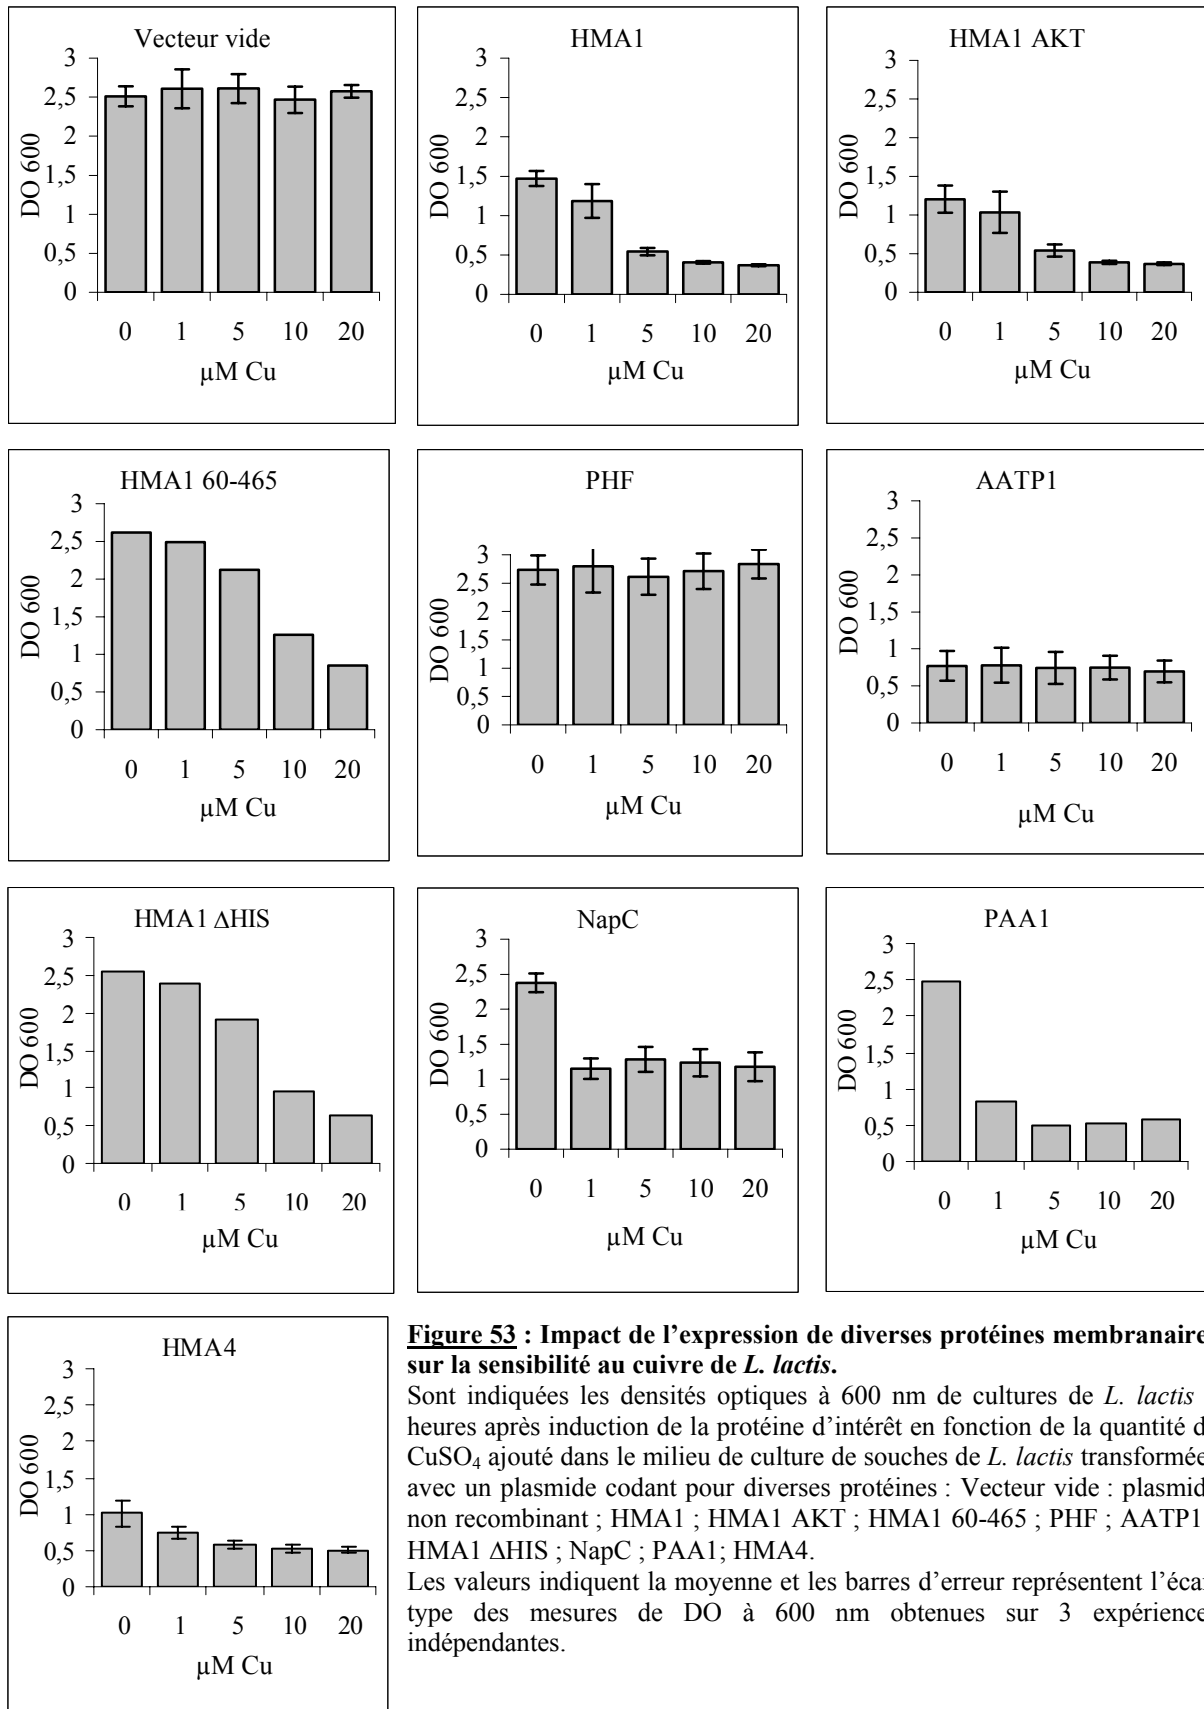 Vecteur vide
3
2,5
2
1,5
1
0,5
0
DO 600
0 1 5 10 20
µM Cu
HMA1
3
2,5
2
1,5
1
0,5
0
DO 600
0 1 5 10 20
µM Cu
HMA1 AKT
3
2,5
2
1,5
1
0,5
0
DO 600
0 1 5 10 20
µM Cu
HMA1 60-465
3
2,5
2
1,5
1
0,5
0
DO 600
0 1 5 10 20
µM Cu
PHF
3
2,5
2
1,5
1
0,5
0
DO 600
0 1 5 10 20
µM Cu
AATP1
3
2,5
2
1,5
1
0,5
0
DO 600
0 1 5 10 20
µM Cu
HMA1 ΔHIS
3
2,5
2
1,5
1
0,5
0
DO 600
0 1 5 10 20
µM Cu
NapC
3
2,5
2
1,5
1
0,5
0
DO 600
0 1 5 10 20
µM Cu
PAA1
3
2,5
2
1,5
1
0,5
0
DO 600
0 1 5 10 20
µM Cu
HMA4
3
2,5
2
1,5
1
0,5
0
DO 600
0 1 5 10 20
µM Cu
Figure 53 : Impact de l'expression de diverses protéines membranaire
sur la sensibilité au cuivre de L. lactis.
Sont indiquées les densités optiques à 600 nm de cultures de L. lactis
heures après induction de la protéine d'intérêt en fonction de la quantité d
CuSO4 ajouté dans le milieu de culture de souches de L. lactis transformée
avec un plasmide codant pour diverses protéines : Vecteur vide : plasmid
non recombinant ; HMA1 ; HMA1 AKT ; HMA1 60-465 ; PHF ; AATP1
HMA1 ΔHIS ; NapC ; PAA1; HMA4.
Les valeurs indiquent la moyenne et les barres d'erreur représentent l'écar
type des mesures de DO à 600 nm obtenues sur 3 expérience
indépendantes.